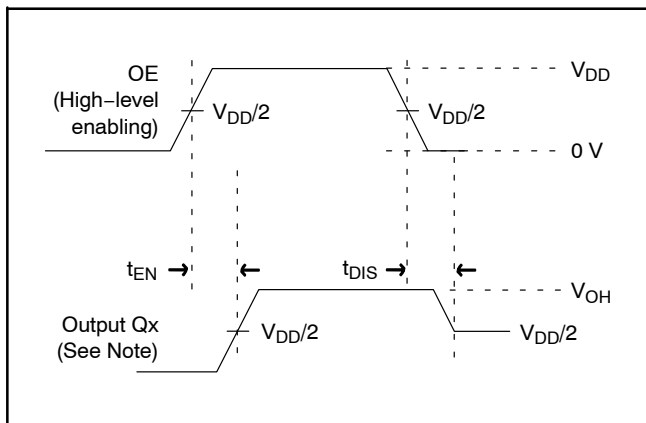 OE
(High−level
enabling)
V_DD/2
V_DD/2
V_DD
0 V
t_EN
t_DIS
V_OH
Output Qx
(See Note)
V_DD/2
V_DD/2